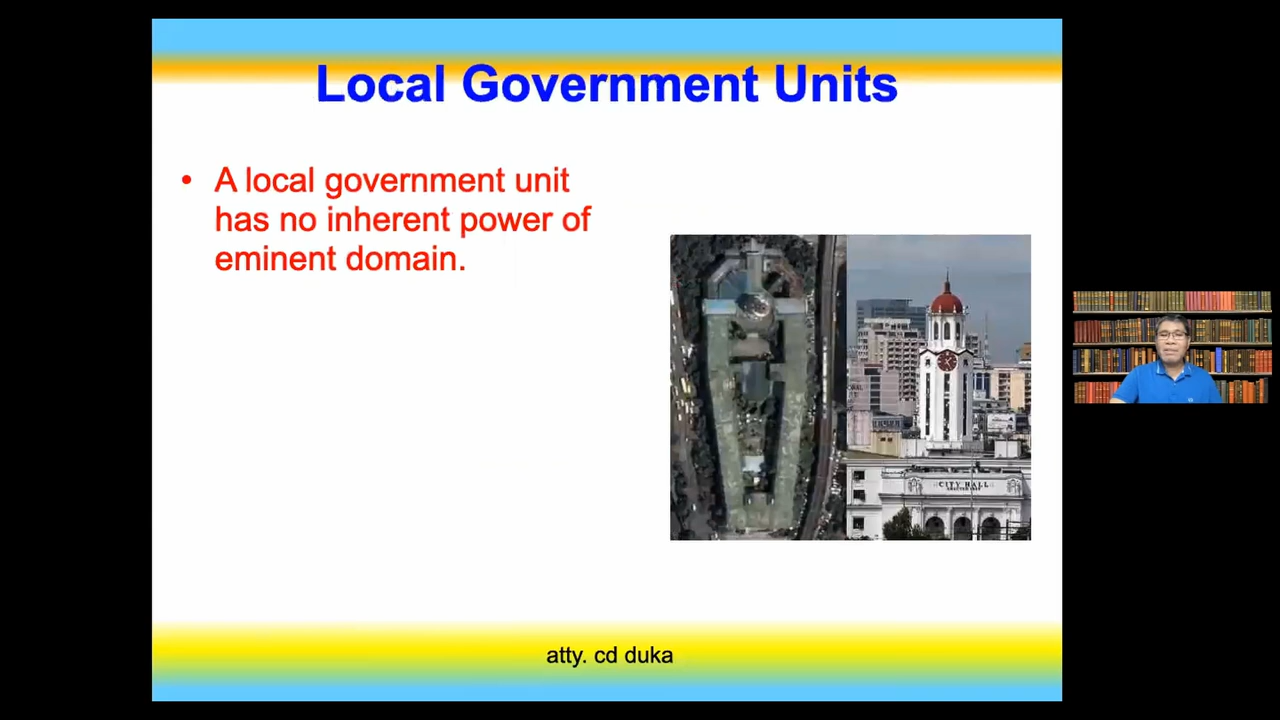 Local Government Units
• A local government unit
has no inherent power of
eminent domain.
CITY HALL
atty. cd duka